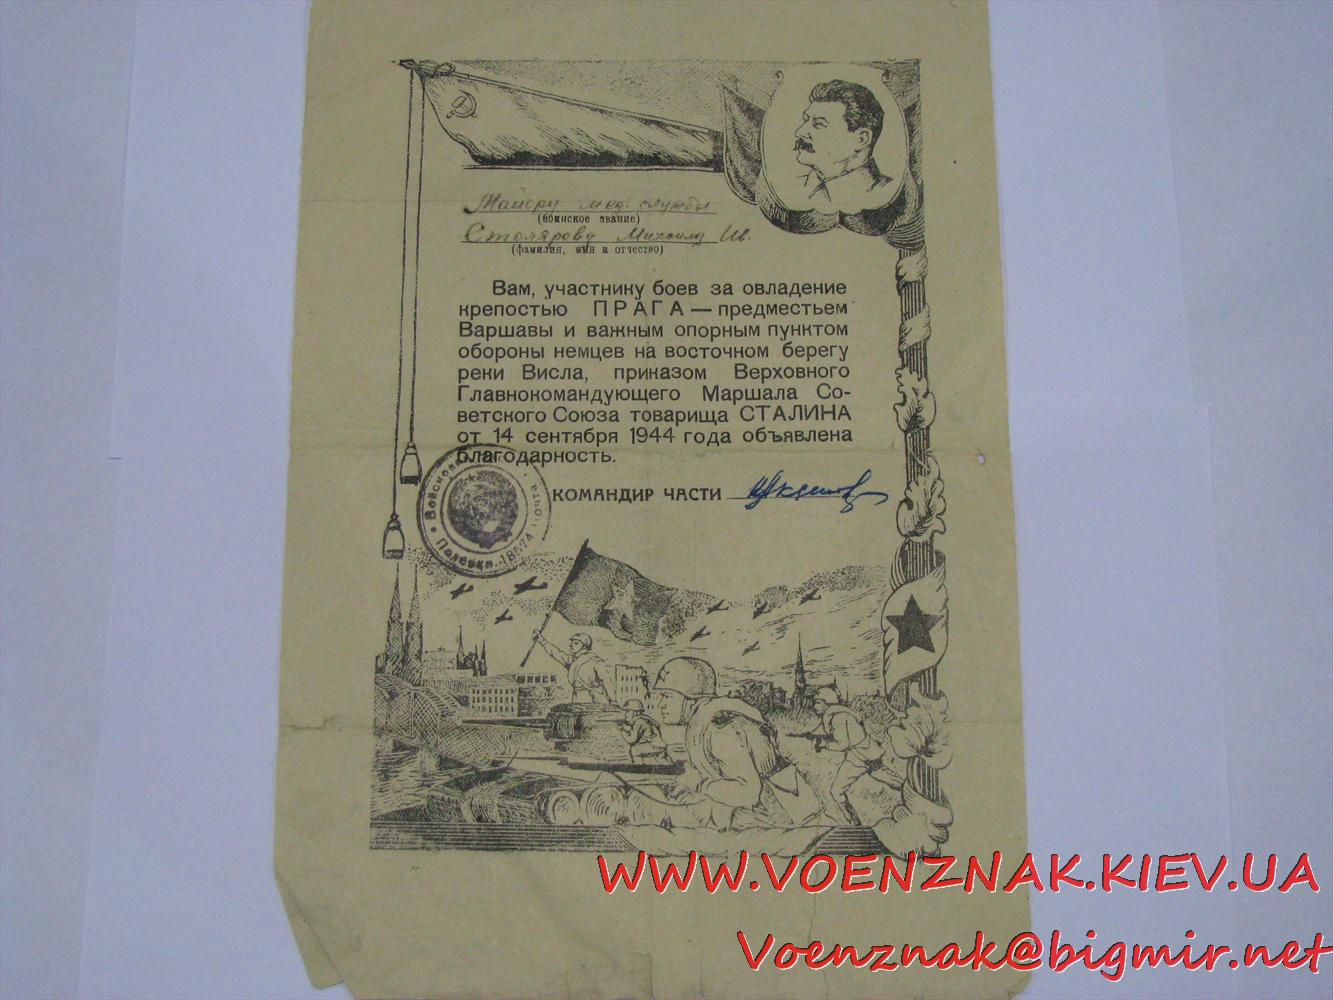 Майору мед. службы
(воинское звание)
Столярову Михаилу Ив.
(фамилия, имя и отчество)
Вам, участнику боев за овладение
крепостью ПРАГА — предместьем
Варшавы и важным опорным пунктом
обороны немцев на восточном берегу
реки Висла, приказом Верховного
Главнокомандующего Маршала Со-
ветского Союза товарища СТАЛИНА
от 14 сентября 1944 года объявлена
благодарность.
КОМАНДИР ЧАСТИ
почта 18674
WWW.VOENZNAK.KIEV.UA
Voenznak@bigmir.net